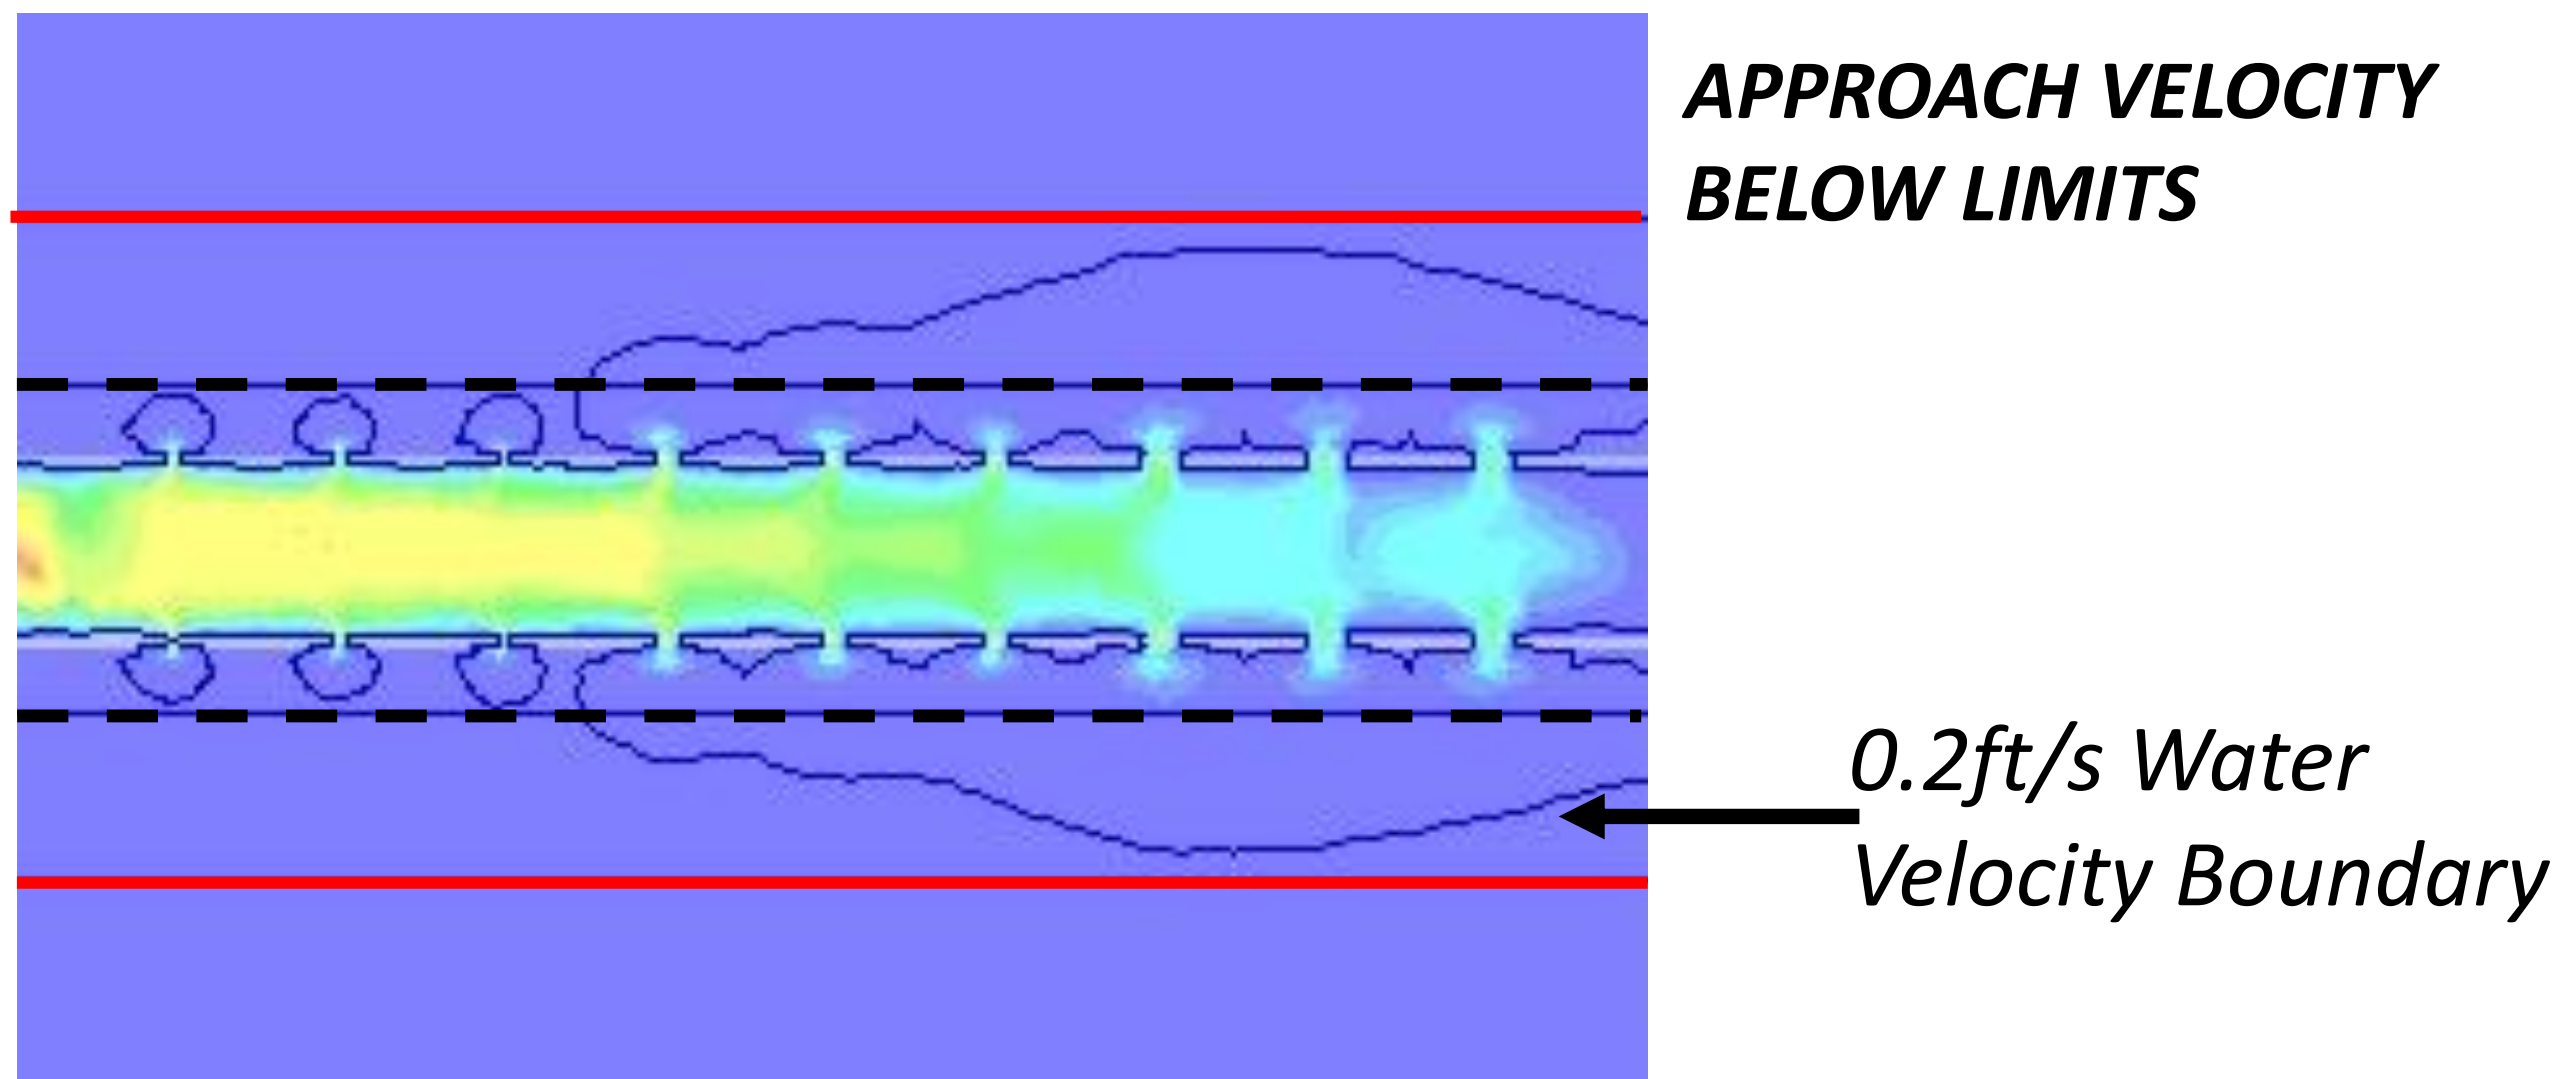 APPROACH VELOCITY
BELOW LIMITS
0.2ft/s Water
Velocity Boundary